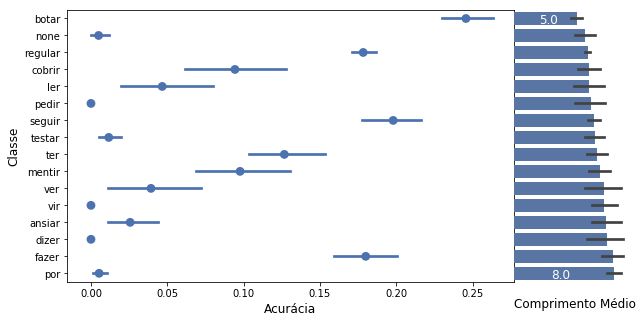 botar
5.0
none
regular
cobrir
ler
pedir
seguir
testar
ter
mentir
ver
vir
ansiar
dizer
fazer
por
8.0
Classe
0.00 0.05 0.10 0.15 0.20 0.25
Acurácia
Comprimento Médio